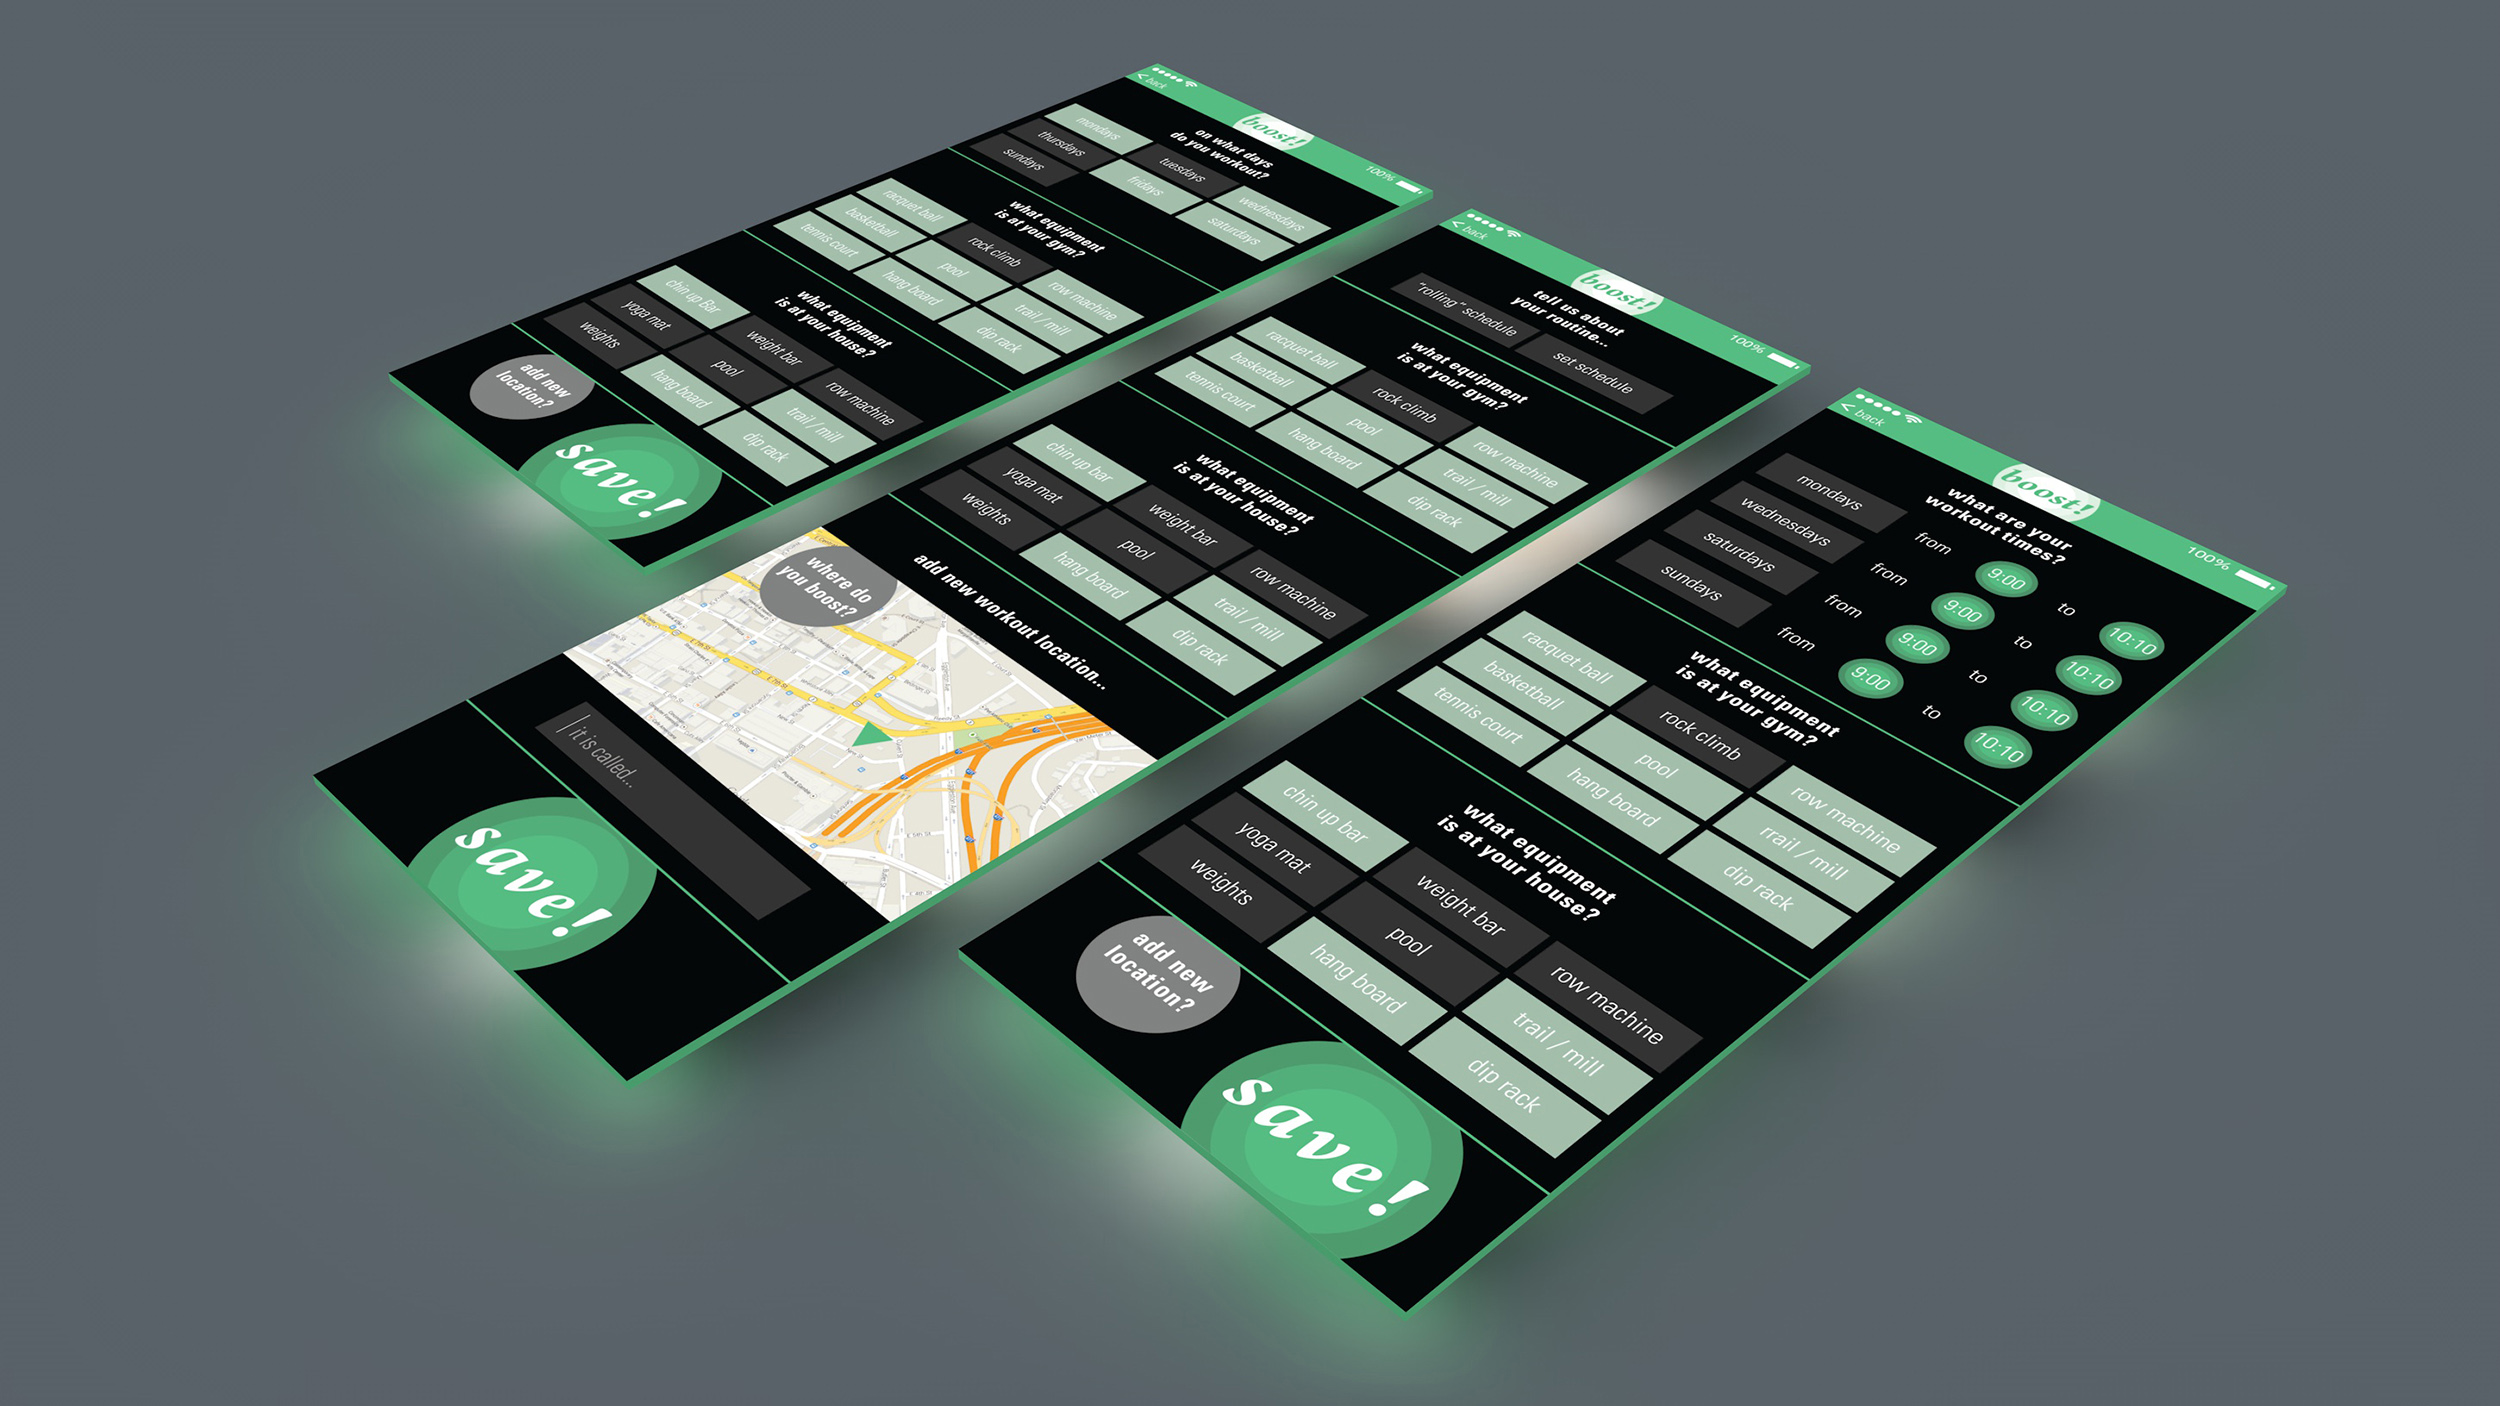 < back
boost!
100%
on what days
do you workout?
mondays
tuesdays
wednesdays
thursdays
fridays
saturdays
sundays
what equipment
is at your gym?
racquet ball
rock climb
row machine
basketball
pool
trail / mill
tennis court
hang board
dip rack
what equipment
is at your house?
chin up Bar
weight bar
row machine
yoga mat
pool
trail / mill
weights
hang board
dip rack
add new
location?
save!
< back
boost!
100%
tell us about
your routine...
"rolling" schedule
set schedule
what equipment
is at your gym?
racquet ball
rock climb
row machine
basketball
pool
trail / mill
tennis court
hang board
dip rack
what equipment
is at your house?
chin up bar
weight bar
row machine
yoga mat
pool
trail / mill
weights
hang board
dip rack
add new workout location...
where do
you boost?
E 7th St
Eggleston Ave
it is called...
save!
< back
boost!
100%
what are your
workout times?
mondays from 9:00 to 10:10
wednesdays from 9:00 to 10:10
saturdays from 9:00 to 10:10
sundays from 9:00 to 10:10
what equipment
is at your gym?
racquet ball
rock climb
row machine
basketball
pool
rrail / mill
tennis court
hang board
dip rack
what equipment
is at your house?
chin up bar
weight bar
row machine
yoga mat
pool
trail / mill
weights
hang board
dip rack
add new
location?
save!